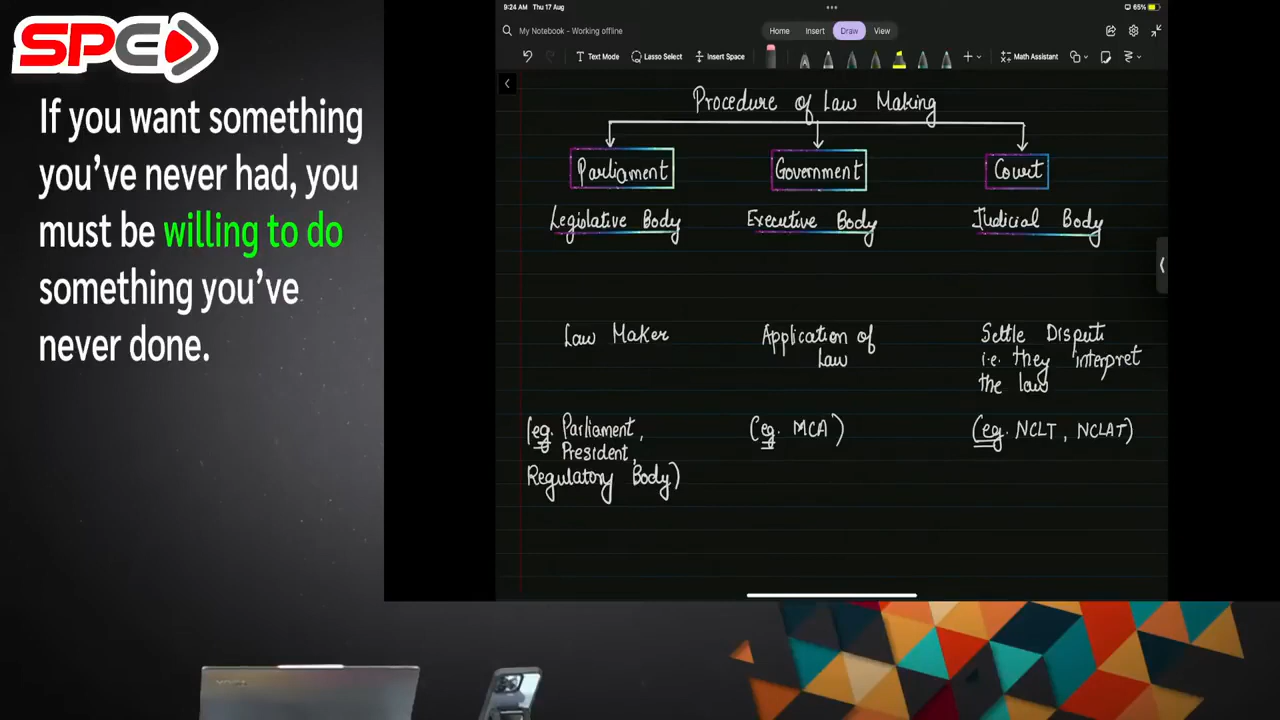 SPC
If you want something
you've never had, you
must be willing to do
something you've
never done.
9:24 AM Thu 17 Aug
65%
My Notebook - Working offline
Home Insert Draw View
Text Mode Lasso Select Insert Space Math Assistant
Procedure of Law Making
Parliament Government Court
Legislative Body Executive Body Judicial Body
Law Maker Application of Law Settle Dispute
i.e. they interpret
the law
(eg. Parliament,
President,
Regulatory Body)
(eg. MCA)
(eg. NCLT, NCLAT)
YOGA